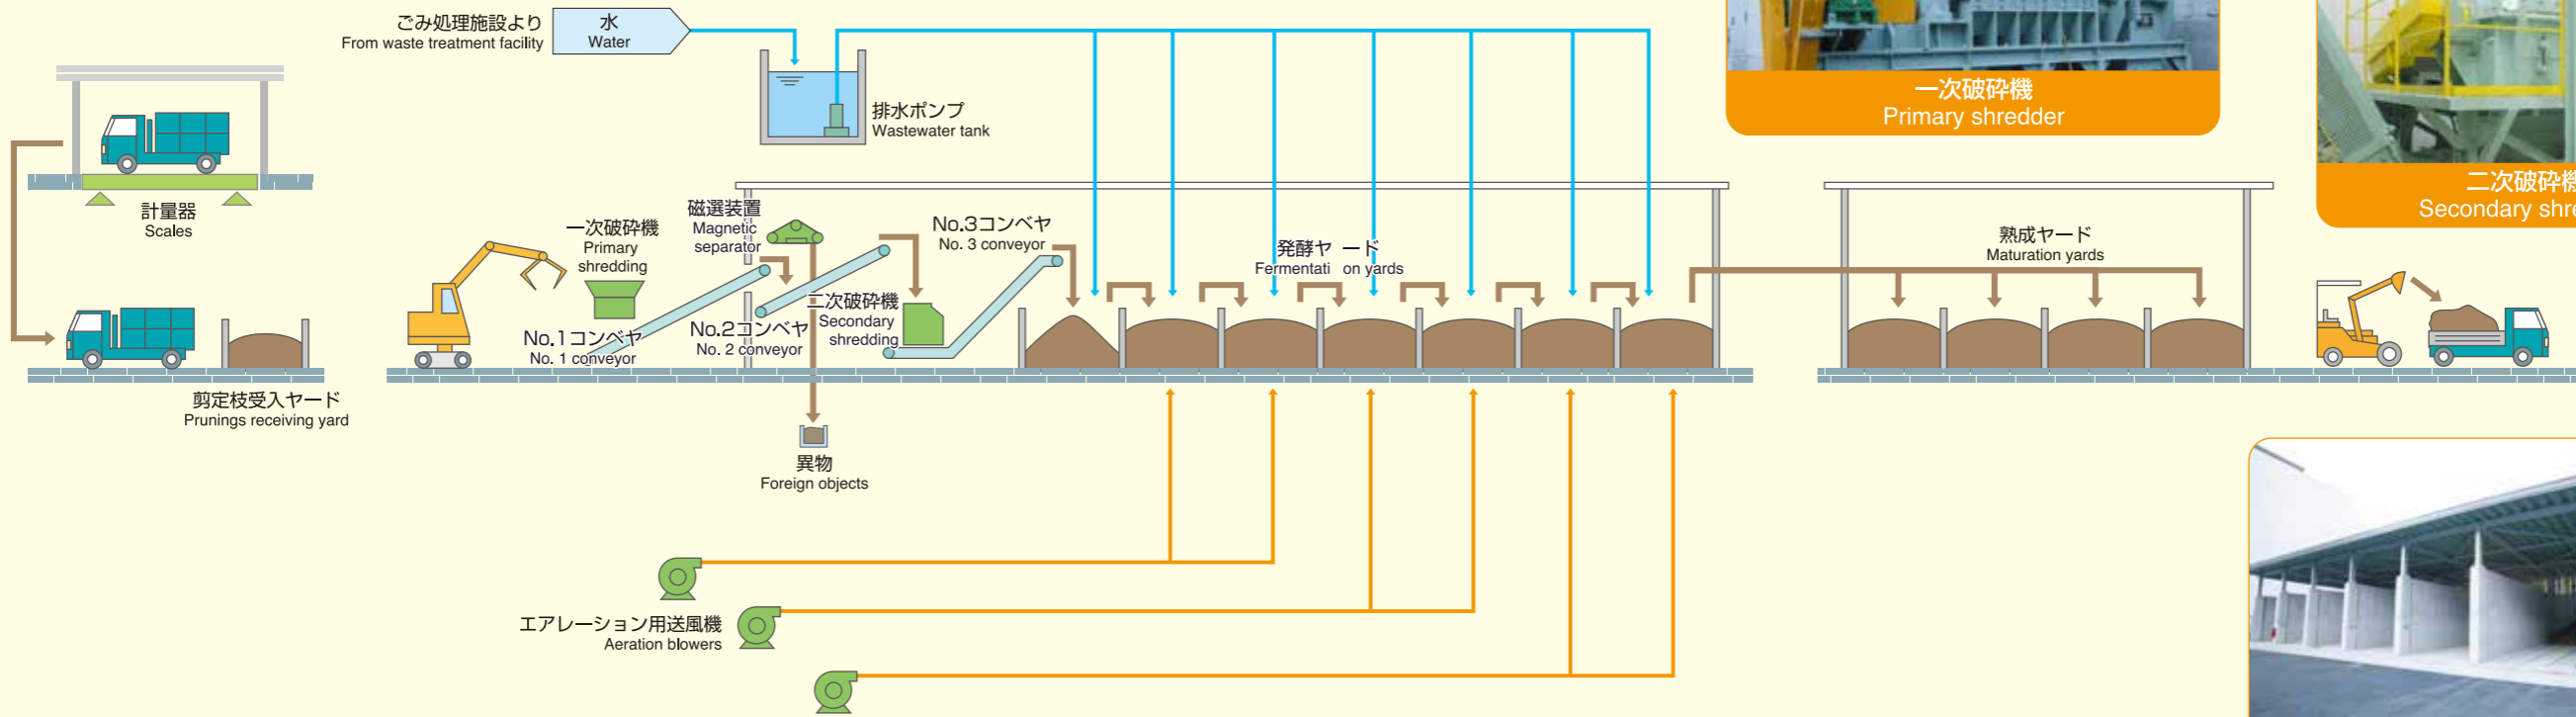 ごみ処理施設より
From waste treatment facility
水
Water
排水ポンプ
Wastewater tank
一次破砕機
Primary shredder
二次破砕機
計量器
Scales
一次破砕機
Primary
shredding
磁選装置
Magnetic
separator
No.3コンベヤ
No. 3 conveyor
発酵ヤ ード
Fermentati on yards
熟成ヤード
Maturation yards
No.1コンベヤ
No. 1 conveyor
No.2コンベヤ
No. 2 conveyor
二次破砕機
Secondary
shredding
剪定枝受入ヤード
Prunings receiving yard
異物
Foreign objects
エアレーション用送風機
Aeration blowers
Secondary shre